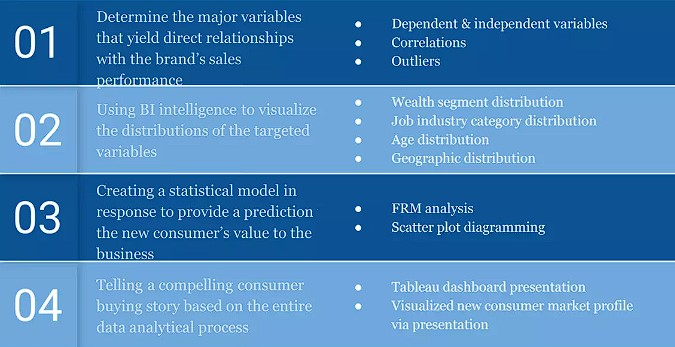 01
Determine the major variables
that yield direct relationships
with the brand's sales
performance
● Dependent & independent variables
● Correlations
● Outliers
02
Using BI intelligence to visualize
the distributions of the targeted
variables
● Wealth segment distribution
● Job industry category distribution
● Age distribution
● Geographic distribution
03
Creating a statistical model in
response to provide a prediction
the new consumer's value to the
business
● FRM analysis
● Scatter plot diagramming
04
Telling a compelling consumer
buying story based on the entire
data analytical process
● Tableau dashboard presentation
● Visualized new consumer market profile
via presentation